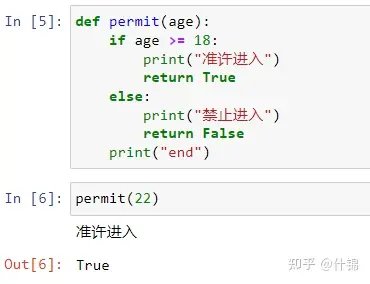 In [5]: def permit(age):
    if age >= 18:
        print("准许进入")
        return True
    else:
        print("禁止进入")
        return False
    print("end")
In [6]: permit(22)
准许进入
Out[6]: True
知乎 @什锦